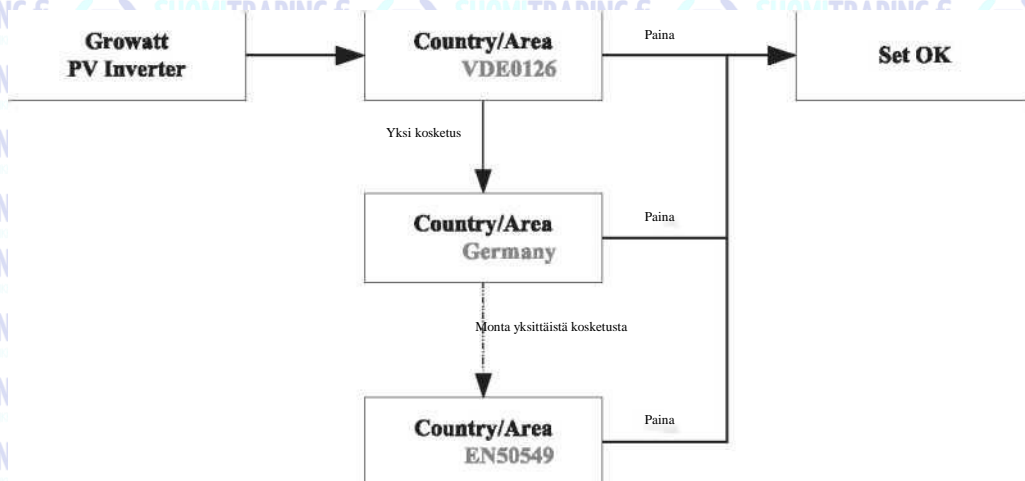 Growatt
PV Inverter
Country/Area
VDE0126
Paina
Set OK
Yksi kosketus
Country/Area
Germany
Paina
Monta yksittäistä kosketusta
Country/Area
EN50549
Paina